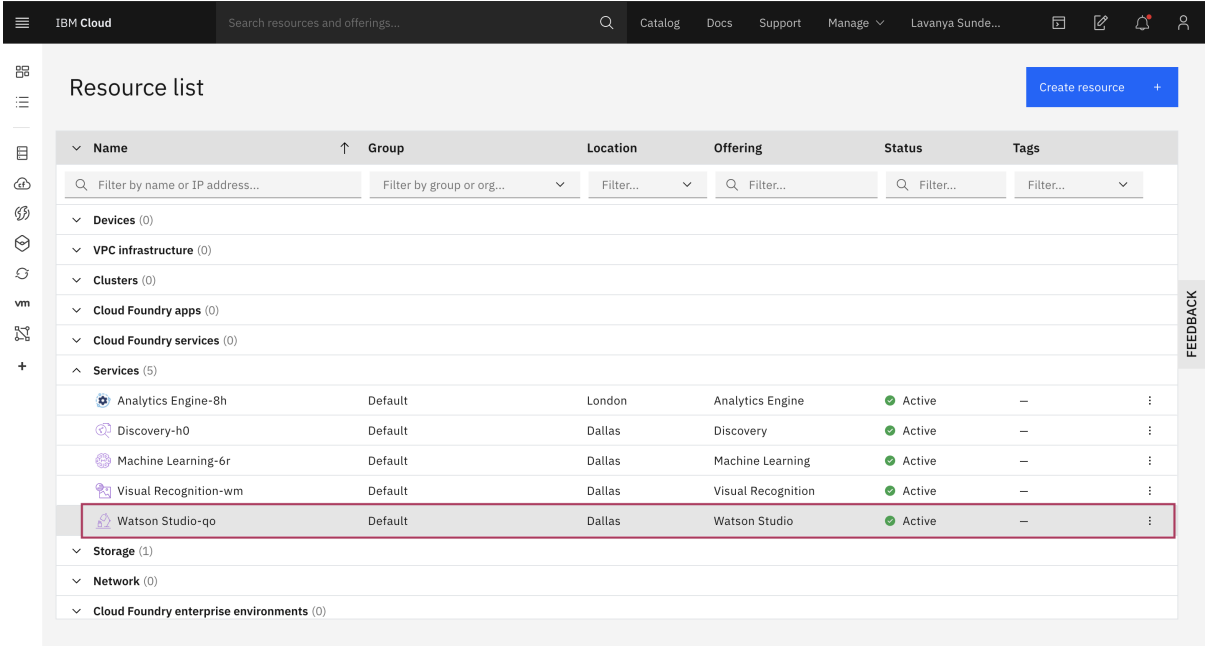 IBM Cloud Search resources and offerings... Catalog Docs Support Manage Lavanya Sunde...
Resource list
Create resource +
Name Group Location Offering Status Tags
Filter by name or IP address... Filter by group or org... Filter... Filter... Filter... Filter...
Devices (0)
VPC infrastructure (0)
Clusters (0)
Cloud Foundry apps (0)
Cloud Foundry services (0)
Services (5)
Analytics Engine-8h Default London Analytics Engine Active —
Discovery-h0 Default Dallas Discovery Active —
Machine Learning-6r Default Dallas Machine Learning Active —
Visual Recognition-wm Default Dallas Visual Recognition Active —
Watson Studio-qo Default Dallas Watson Studio Active —
Storage (1)
Network (0)
Cloud Foundry enterprise environments (0)
cf
vm
FEEDBACK